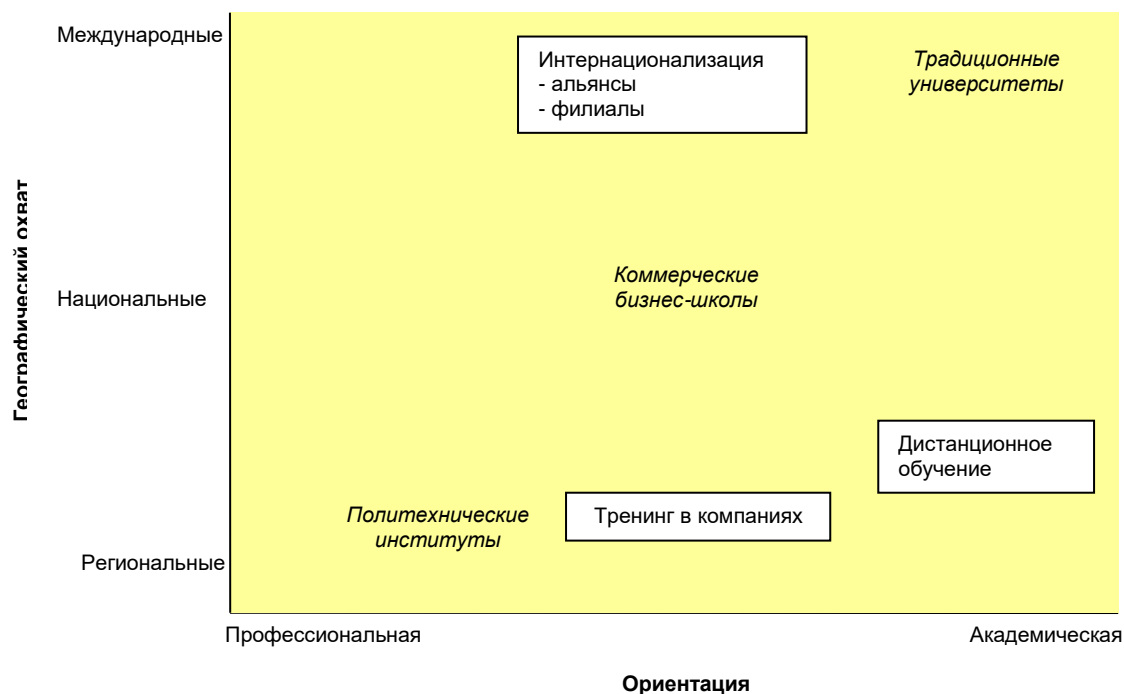 Международные
Интернационализация
- альянсы
- филиалы
Традиционные
университеты
Географический охват
Национальные
Коммерческие
бизнес-школы
Дистанционное
обучение
Политехнические
институты
Тренинг в компаниях
Региональные
Профессиональная
Академическая
Ориентация